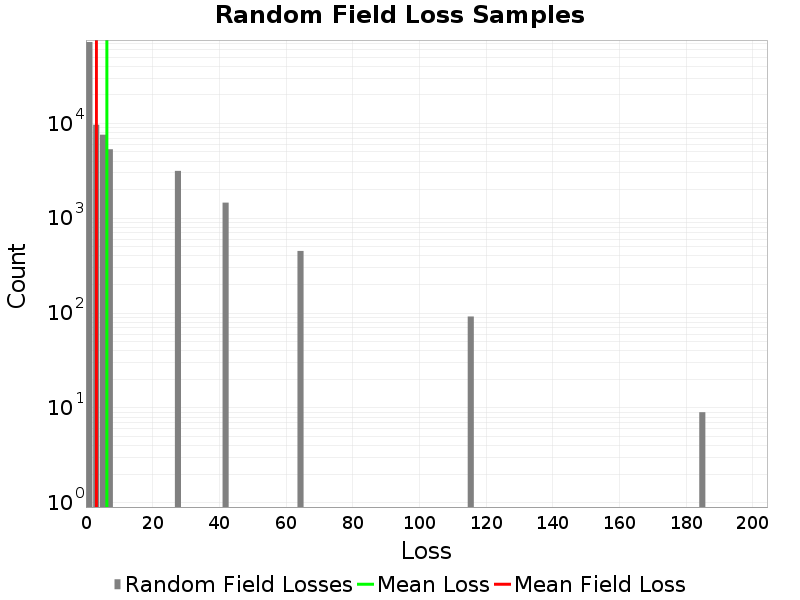 Random Field Loss Samples
Count
10^4
10^3
10^2
10^1
10^0
0 20 40 60 80 100 120 140 160 180 200
Loss
Random Field Losses Mean Loss Mean Field Loss